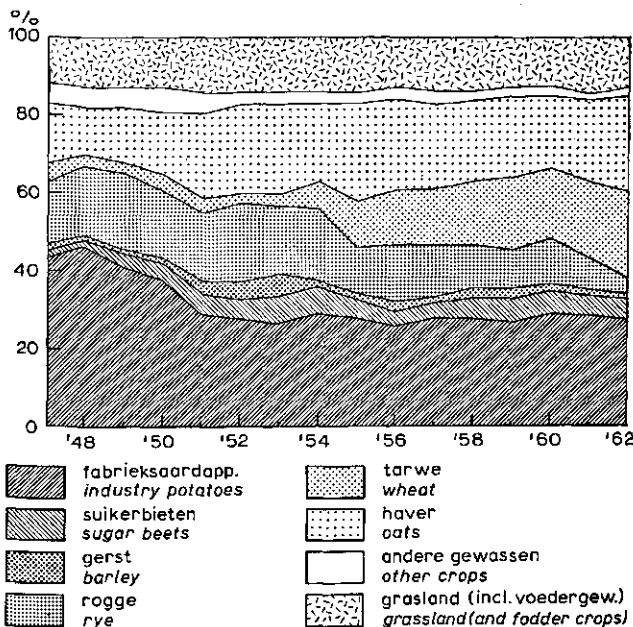 %
100
80
60
40
20
0
'48 '50 '52 '54 '56 '58 '60 '62
fabrieksaardapp.
industry potatoes
suikerbieten
sugar beets
gerst
barley
rogge
rye
tarwe
wheat
haver
oats
andere gewassen
other crops
grasland (incl. voedergew.)
grassland (and fodder crops)